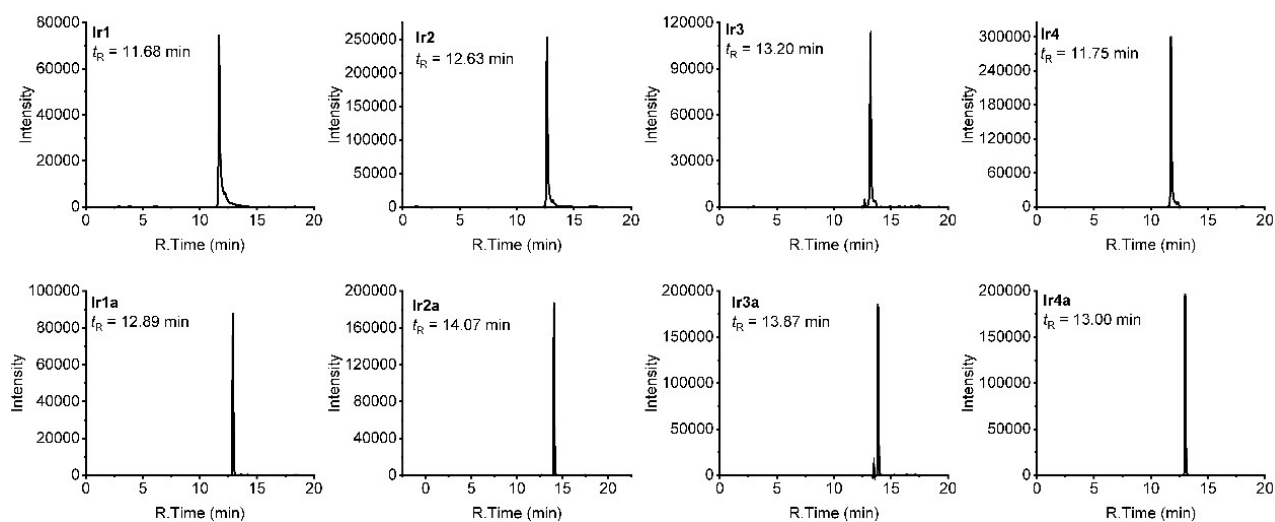 Ir1
tR = 11.68 min
80000
60000
40000
20000
0
Intensity
0 5 10 15 20
R.Time (min)
Ir2
tR = 12.63 min
250000
200000
150000
100000
50000
0
Intensity
0 5 10 15 20
R.Time (min)
Ir3
tR = 13.20 min
120000
90000
60000
30000
0
Intensity
0 5 10 15 20
R.Time (min)
Ir4
tR = 11.75 min
300000
240000
180000
120000
60000
0
Intensity
0 5 10 15 20
R.Time (min)
Ir1a
tR = 12.89 min
100000
80000
60000
40000
20000
0
Intensity
0 5 10 15 20
R.Time (min)
Ir2a
tR = 14.07 min
200000
150000
100000
50000
0
Intensity
0 5 10 15 20
R.Time (min)
Ir3a
tR = 13.87 min
200000
150000
100000
50000
0
Intensity
0 5 10 15 20
R.Time (min)
Ir4a
tR = 13.00 min
200000
150000
100000
50000
0
Intensity
0 5 10 15 20
R.Time (min)